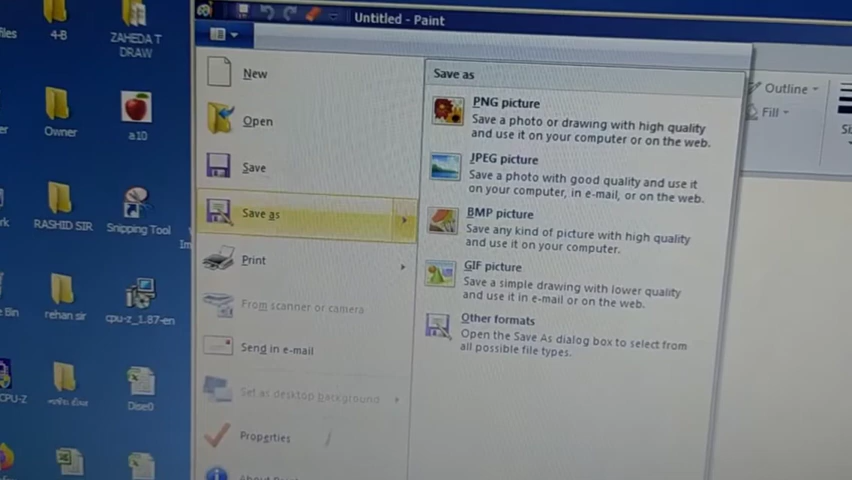 Untitled - Paint
4-B
ZAHEDA T
DRAW
Owner
a10
RASHID SIR
Snipping Tool
rehan sir
cpu-z_1.87-en
CPU-Z
Dise0
New
Open
Save
Save as
Print
From scanner or camera
Send in e-mail
Set as desktop background
Properties
Save as
PNG picture
Save a photo or drawing with high quality
and use it on your computer or on the web.
JPEG picture
Save a photo with good quality and use it
on your computer, in e-mail, or on the web.
BMP picture
Save any kind of picture with high quality
and use it on your computer.
GIF picture
Save a simple drawing with lower quality
and use it in e-mail or on the web.
Other formats
Open the Save As dialog box to select from
all possible file types.
Outline
Fill